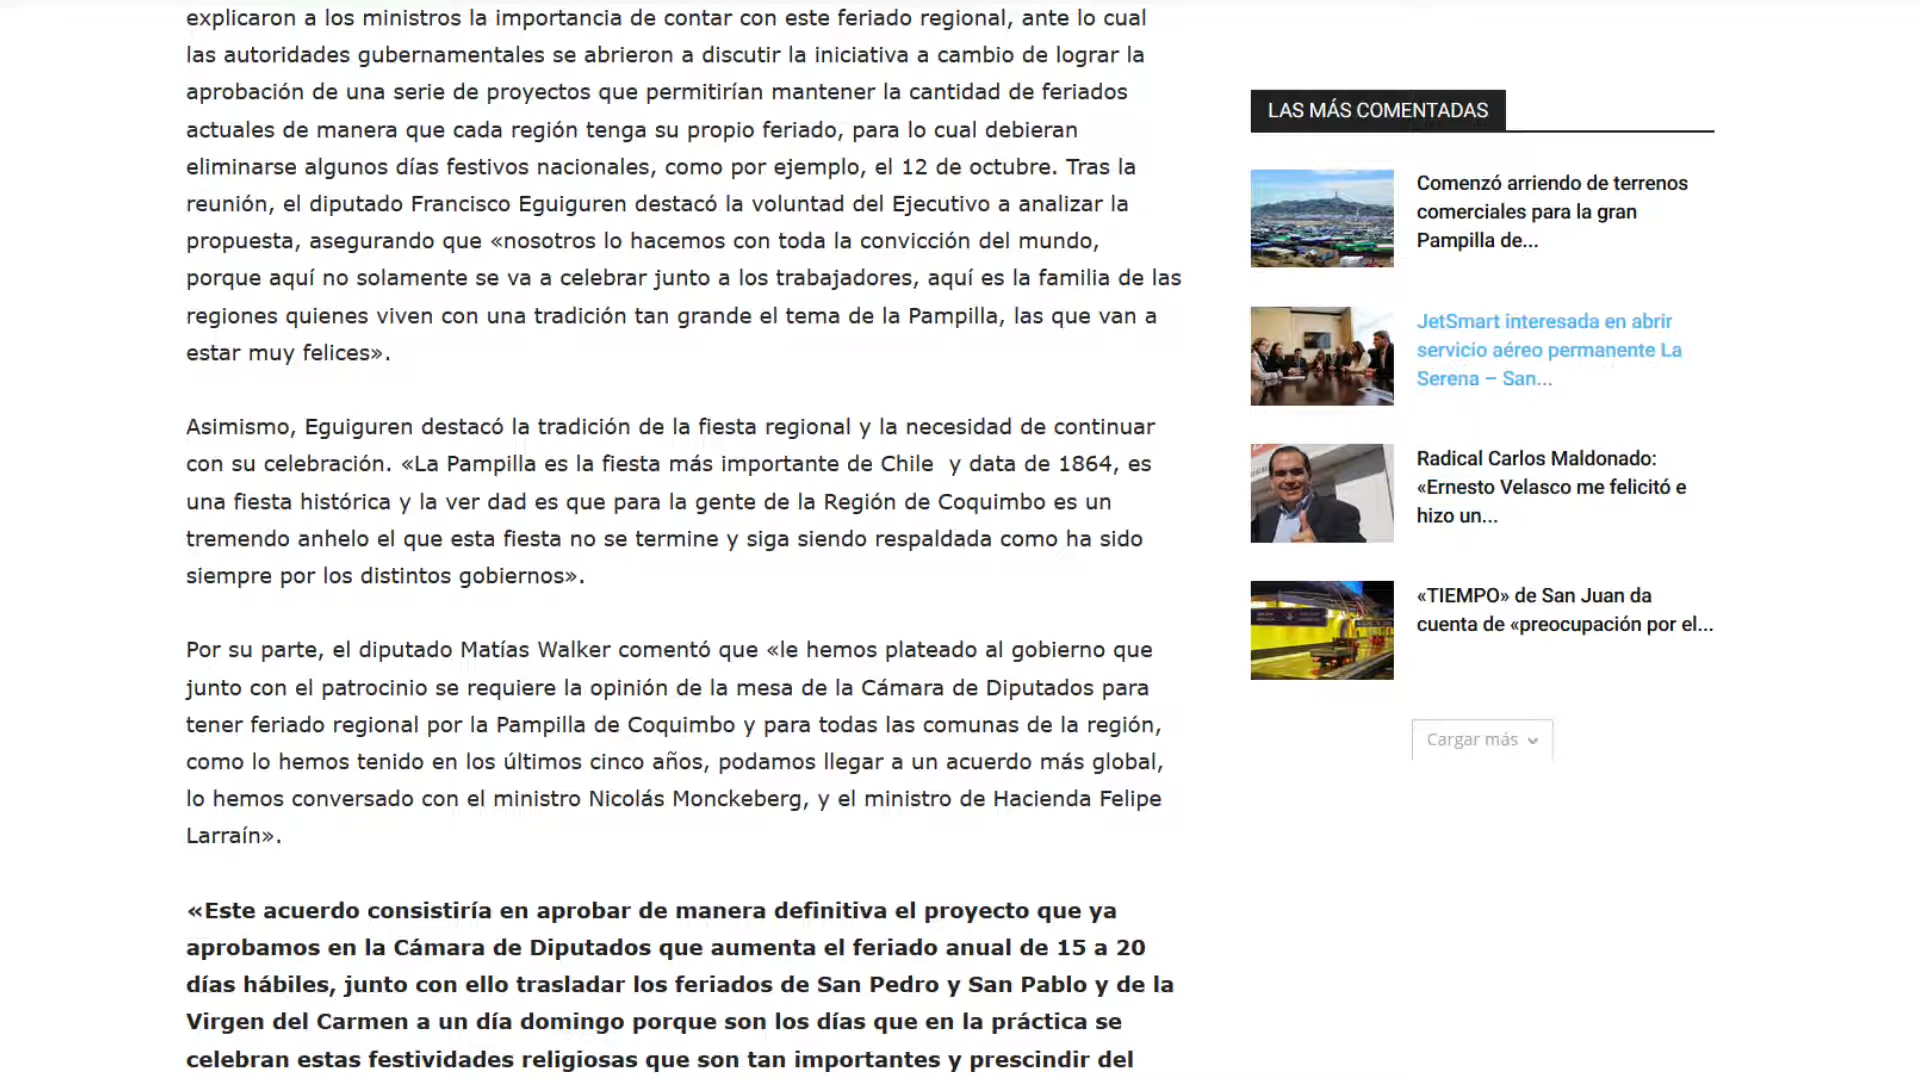 explicaron a los ministros la importancia de contar con este feriado regional, ante lo cual
las autoridades gubernamentales se abrieron a discutir la iniciativa a cambio de lograr la
aprobación de una serie de proyectos que permitirían mantener la cantidad de feriados
actuales de manera que cada región tenga su propio feriado, para lo cual debieran
eliminarse algunos días festivos nacionales, como por ejemplo, el 12 de octubre. Tras la
reunión, el diputado Francisco Eguiguren destacó la voluntad del Ejecutivo a analizar la
propuesta, asegurando que «nosotros lo hacemos con toda la convicción del mundo,
porque aquí no solamente se va a celebrar junto a los trabajadores, aquí es la familia de las
regiones quienes viven con una tradición tan grande el tema de la Pampilla, las que van a
estar muy felices».
Asimismo, Eguiguren destacó la tradición de la fiesta regional y la necesidad de continuar
con su celebración. «La Pampilla es la fiesta más importante de Chile  y data de 1864, es
una fiesta histórica y la ver dad es que para la gente de la Región de Coquimbo es un
tremendo anhelo el que esta fiesta no se termine y siga siendo respaldada como ha sido
siempre por los distintos gobiernos».
Por su parte, el diputado Matías Walker comentó que «le hemos plateado al gobierno que
junto con el patrocinio se requiere la opinión de la mesa de la Cámara de Diputados para
tener feriado regional por la Pampilla de Coquimbo y para todas las comunas de la región,
como lo hemos tenido en los últimos cinco años, podamos llegar a un acuerdo más global,
lo hemos conversado con el ministro Nicolás Monckeberg, y el ministro de Hacienda Felipe
Larraín».
«Este acuerdo consistiría en aprobar de manera definitiva el proyecto que ya
aprobamos en la Cámara de Diputados que aumenta el feriado anual de 15 a 20
días hábiles, junto con ello trasladar los feriados de San Pedro y San Pablo y de la
Virgen del Carmen a un día domingo porque son los días que en la práctica se
celebran estas festividades religiosas que son tan importantes y prescindir del
LAS MÁS COMENTADAS
Comenzó arriendo de terrenos
comerciales para la gran
Pampilla de...
JetSmart interesada en abrir
servicio aéreo permanente La
Serena – San...
Radical Carlos Maldonado:
«Ernesto Velasco me felicitó e
hizo un...
«TIEMPO» de San Juan da
cuenta de «preocupación por el...
Cargar más